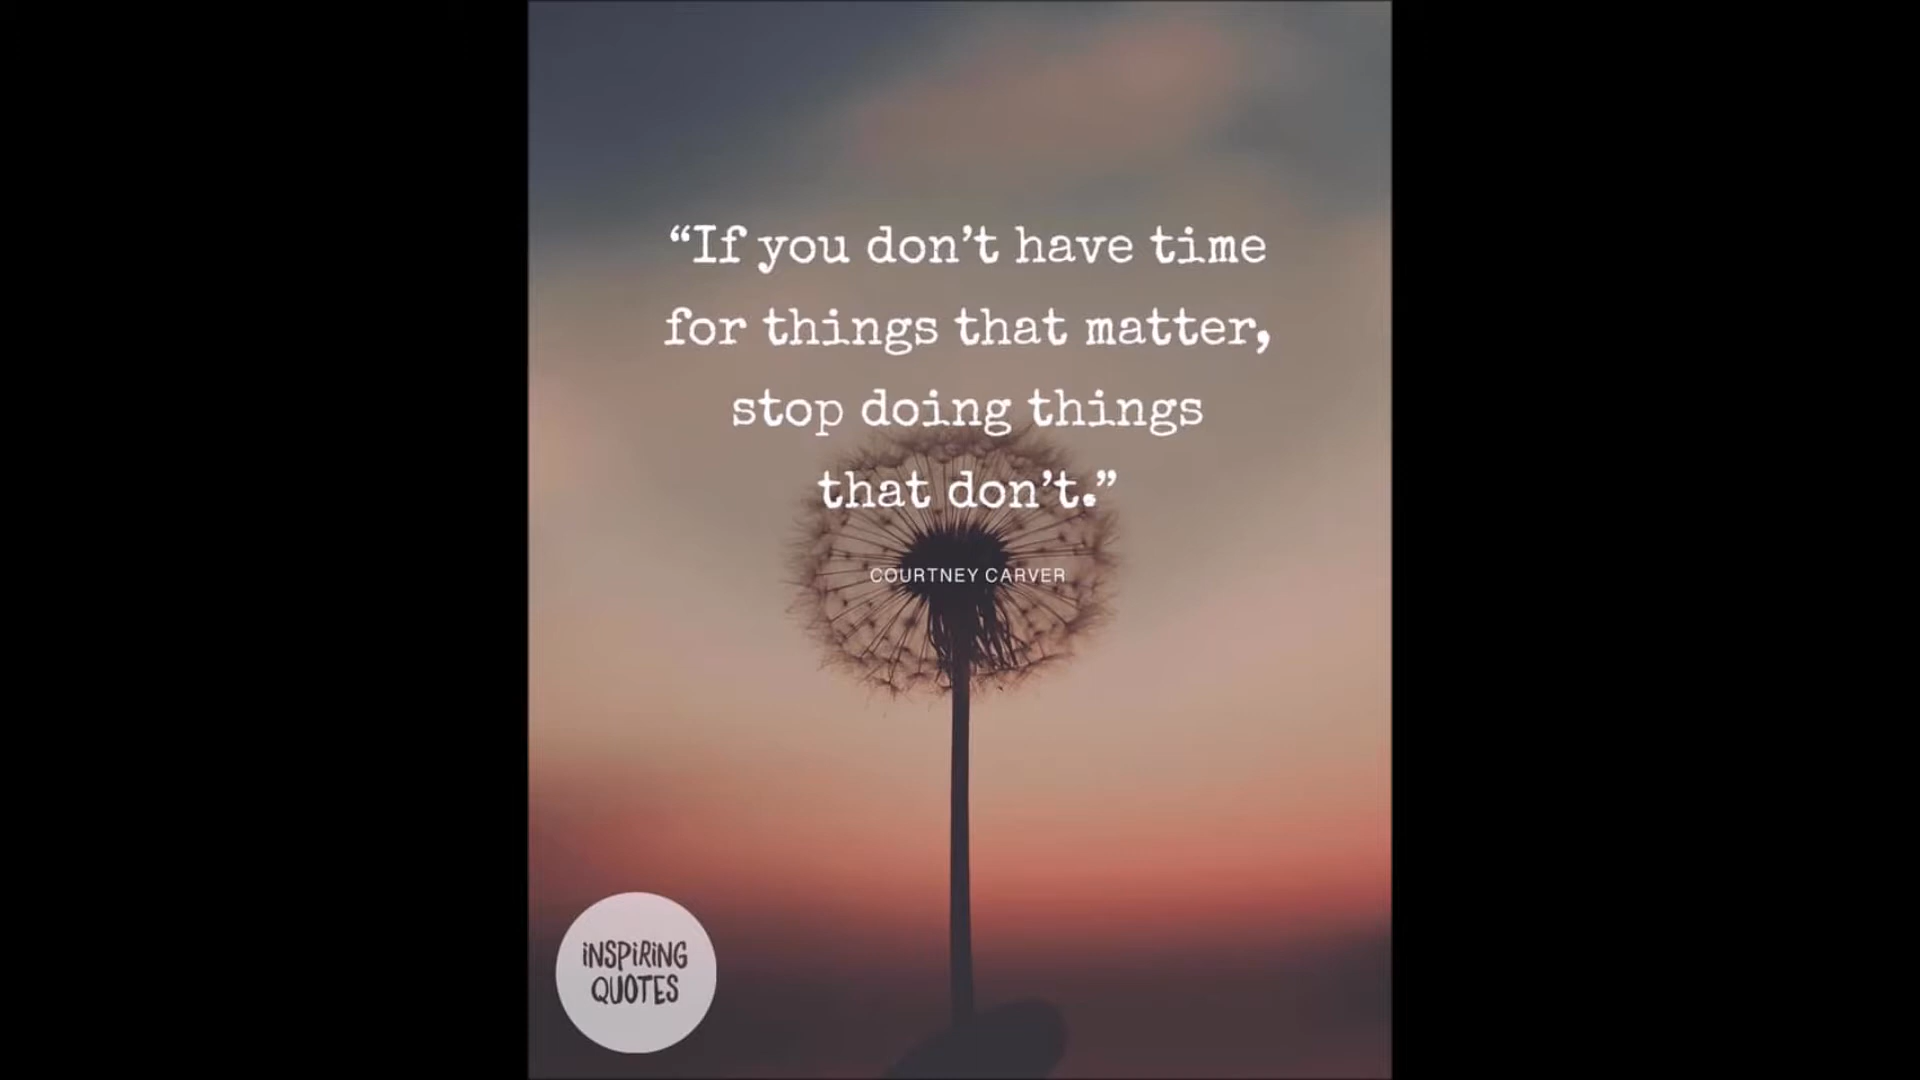 “If you don’t have time
for things that matter,
stop doing things
that don’t.”
COURTNEY CARVER
iNSPiRiNG
QUOTES